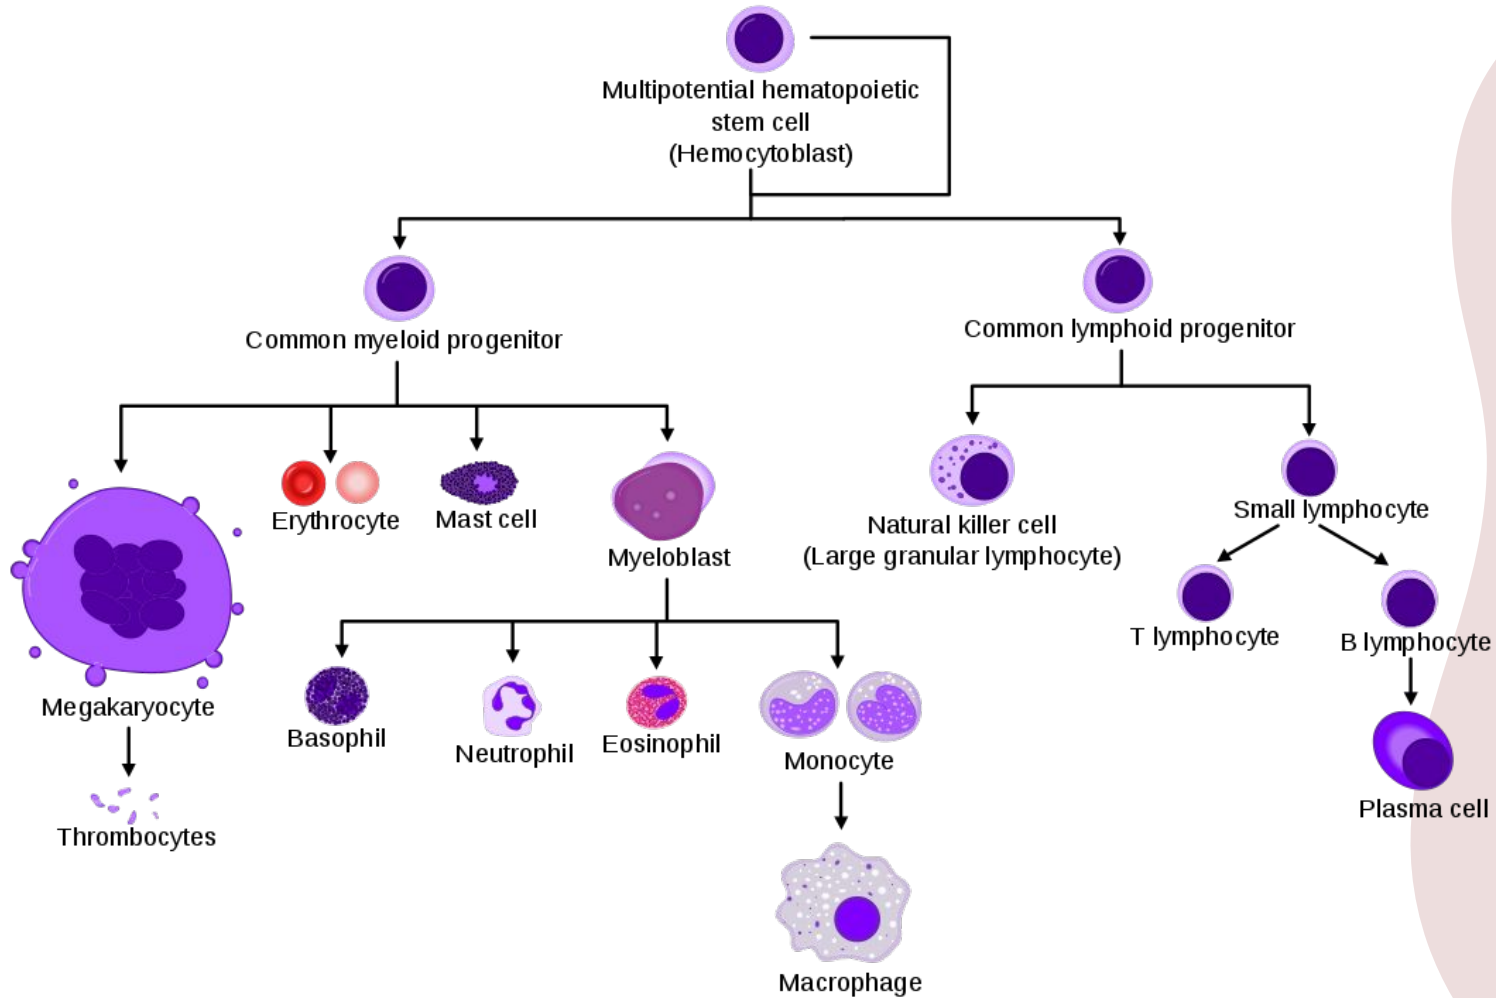 Multipotential hematopoietic
stem cell
(Hemocytoblast)
Common myeloid progenitor
Common lymphoid progenitor
Erythrocyte
Mast cell
Myeloblast
Natural killer cell
(Large granular lymphocyte)
Small lymphocyte
T lymphocyte
B lymphocyte
Megakaryocyte
Basophil
Neutrophil
Eosinophil
Monocyte
Plasma cell
Thrombocytes
Macrophage